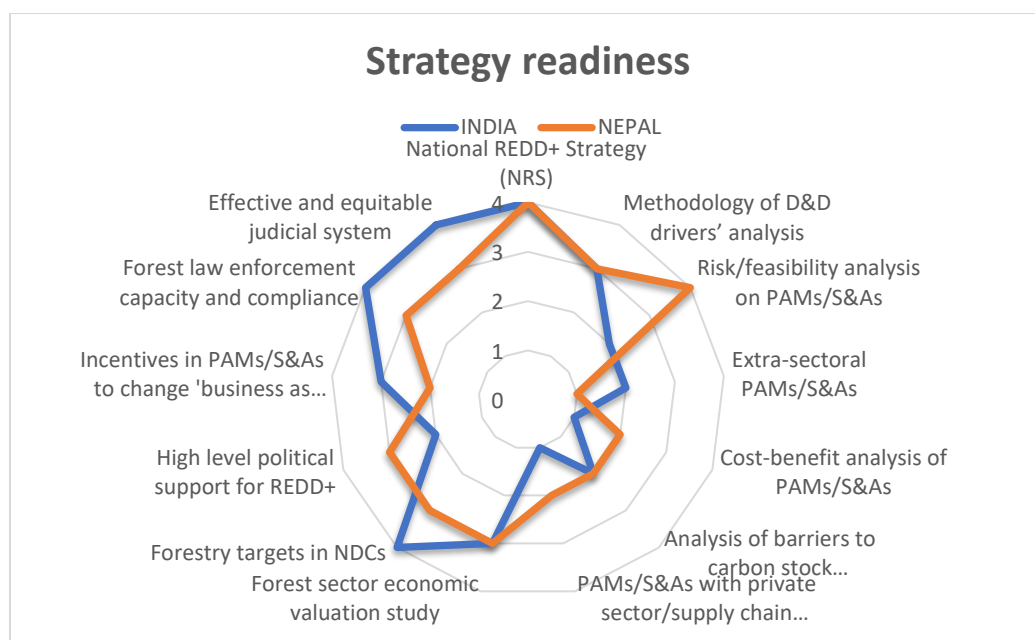 Strategy readiness
INDIA
NEPAL
National REDD+ Strategy
(NRS)
Methodology of D&D
drivers’ analysis
Risk/feasibility analysis
on PAMs/S&As
Extra-sectoral
PAMs/S&As
Cost-benefit analysis of
PAMs/S&As
Analysis of barriers to
carbon stock…
PAMs/S&As with private
sector/supply chain…
Forest sector economic
valuation study
Forestry targets in NDCs
High level political
support for REDD+
Incentives in PAMs/S&As
to change 'business as…
Forest law enforcement
capacity and compliance
Effective and equitable
judicial system
4
3
2
1
0